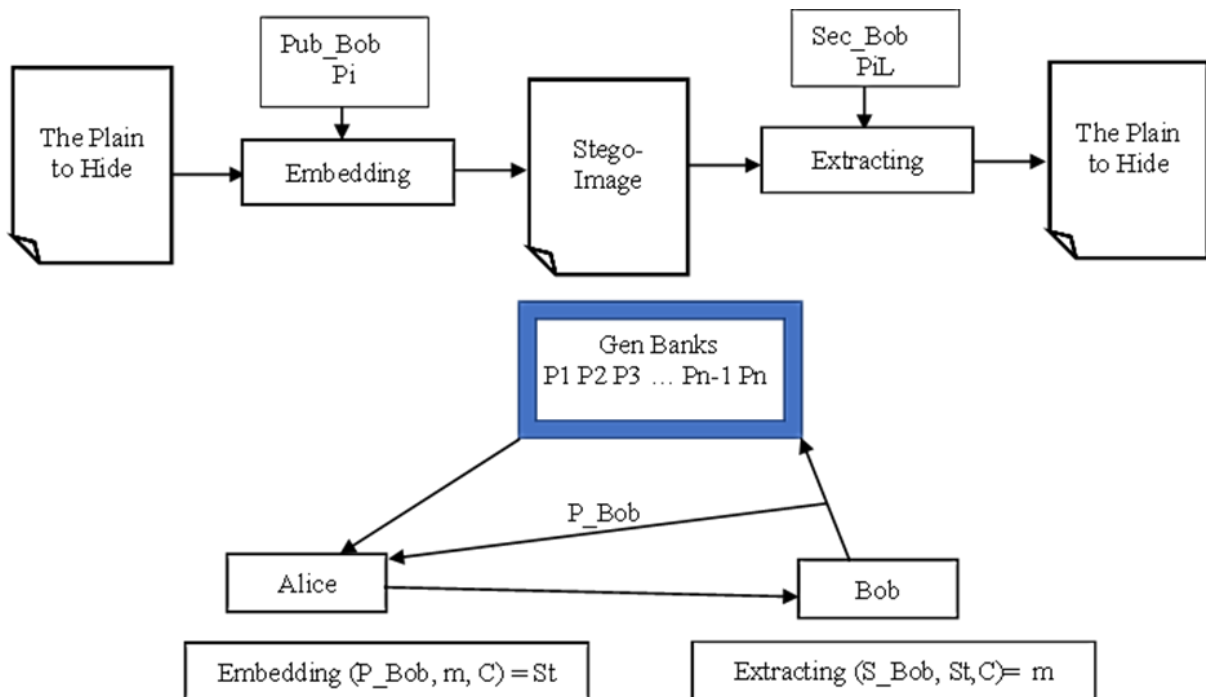 Pub_Bob
Pi
Sec_Bob
PiL
The Plain
to Hide
Embedding
Stego-
Image
Extracting
The Plain
to Hide
Gen Banks
P1 P2 P3 ... Pn-1 Pn
P_Bob
Alice
Bob
Embedding (P_Bob, m, C) = St
Extracting (S_Bob, St,C)= m